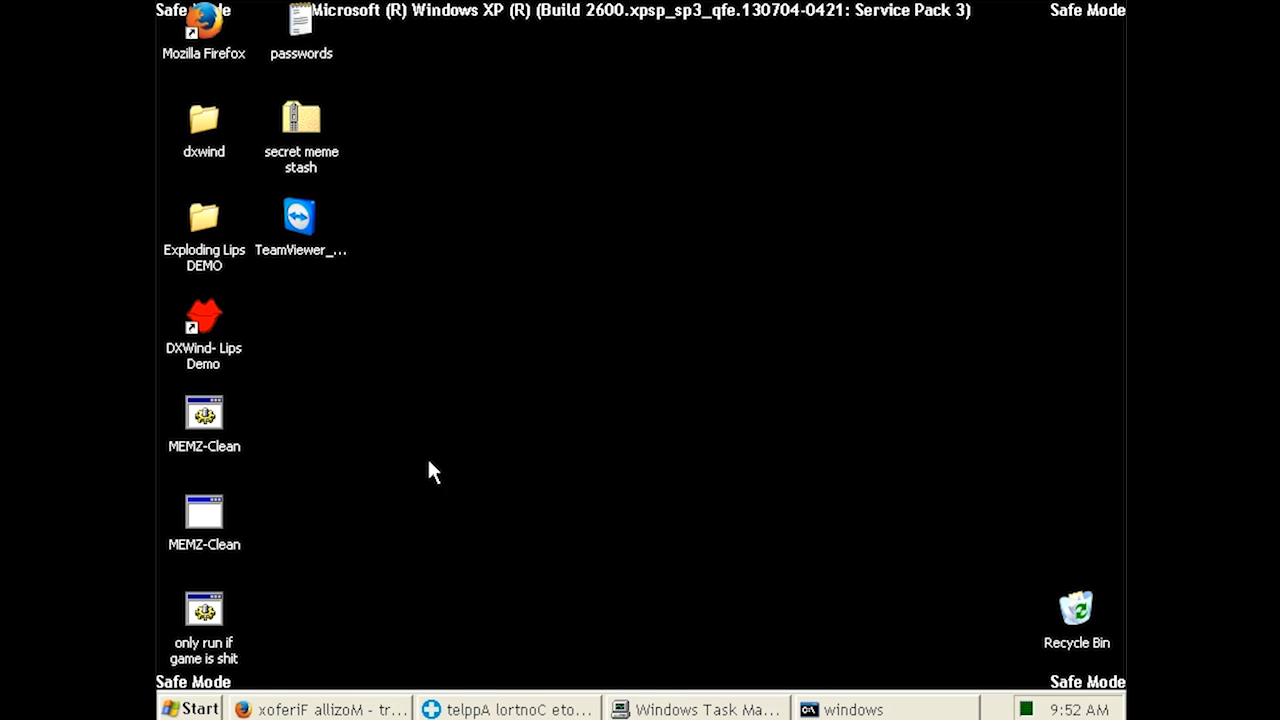 Safe Mode
Microsoft (R) Windows XP (R) (Build 2600.xpsp_sp3_qfe.130704-0421: Service Pack 3)
Safe Mode
Mozilla Firefox
passwords
dxwind
secret meme
stash
Exploding Lips
DEMO
TeamViewer_...
DXWind- Lips
Demo
MEMZ-Clean
MEMZ-Clean
only run if
game is shit
Recycle Bin
Safe Mode
Safe Mode
Start
xoferiF allizoM - tr...
telppA lortnoC eto...
Windows Task Ma...
windows
9:52 AM